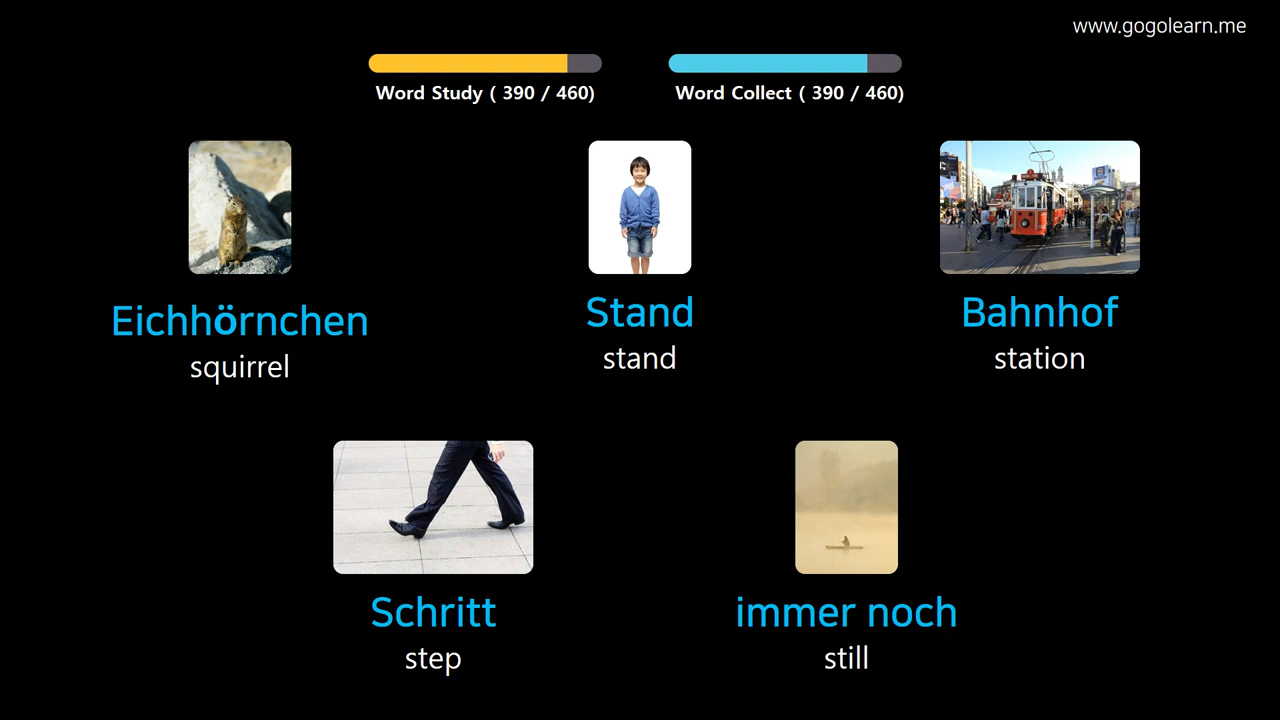 www.gogolearn.me
Word Study ( 390 / 460)
Word Collect ( 390 / 460)
Eichhörnchen
squirrel
Stand
stand
Bahnhof
station
Schritt
step
immer noch
still